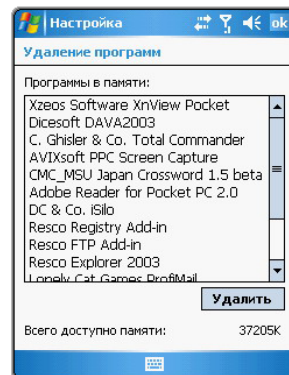 Настройка
ok
Удаление программ
Программы в памяти:
Xzeos Software XnView Pocket
Dicesoft DAVA2003
C. Ghisler & Co. Total Commander
AVIXsoft PPC Screen Capture
CMC_MSU Japan Crossword 1.5 beta
Adobe Reader for Pocket PC 2.0
DC & Co. iSilo
Resco Registry Add-in
Resco FTP Add-in
Resco Explorer 2003
Lonely Cat Games ProfiMail
Удалить
Всего доступно памяти: 37205K